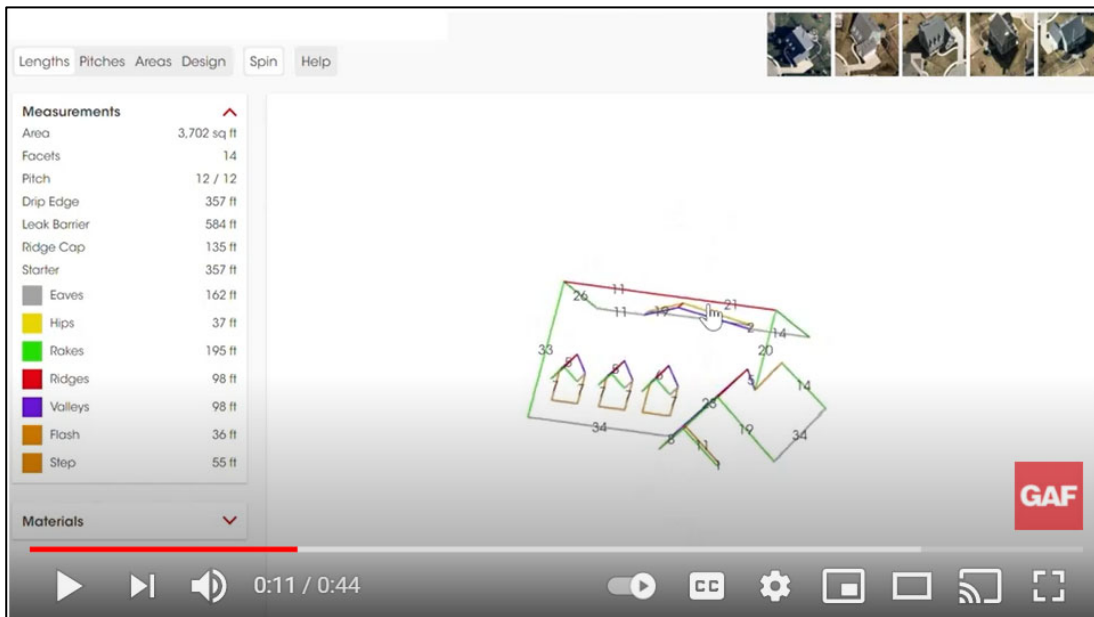 Lengths Pitches Areas Design Spin Help
Measurements
Area 3,702 sq ft
Facets 14
Pitch 12 / 12
Drip Edge 357 ft
Leak Barrier 584 ft
Ridge Cap 135 ft
Starter 357 ft
Eaves 162 ft
Hips 37 ft
Rakes 195 ft
Ridges 98 ft
Valleys 98 ft
Flash 36 ft
Step 55 ft
Materials
11
26
21
11 19
2 14
33
20
5
14
34
23
19
34
8
11
GAF
0:11 / 0:44
CC